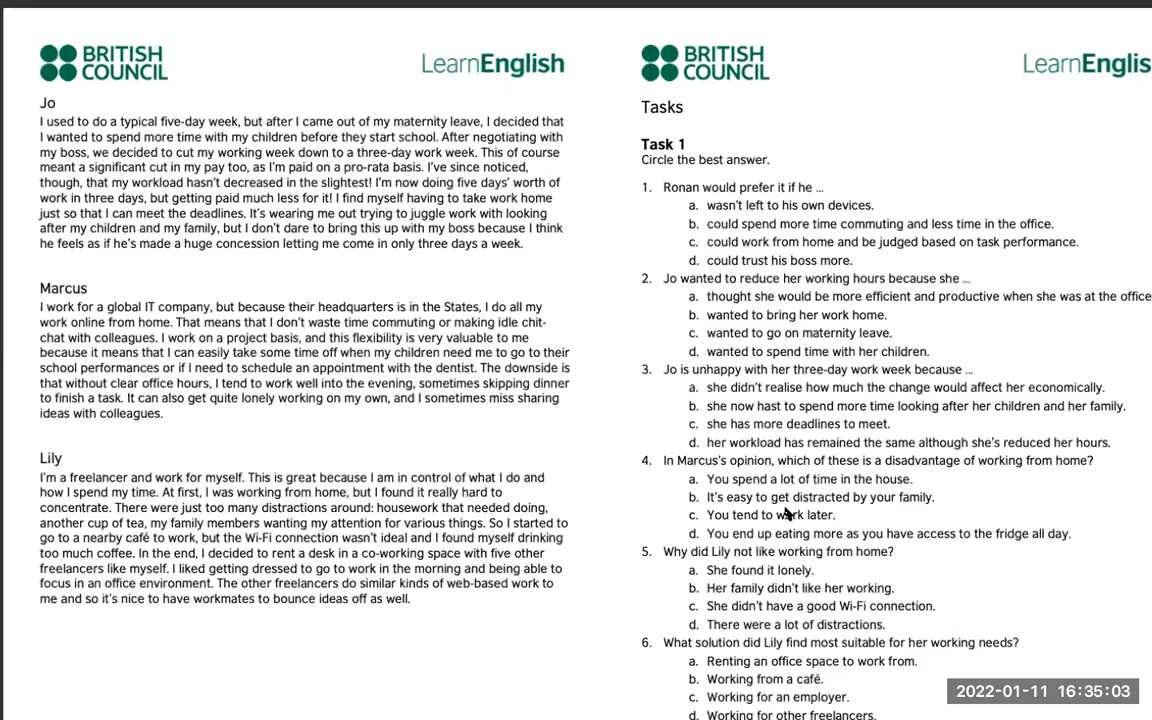 BRITISH
COUNCIL
LearnEnglish
Jo
I used to do a typical five-day week, but after I came out of my maternity leave, I decided that
I wanted to spend more time with my children before they start school. After negotiating with
my boss, we decided to cut my working week down to a three-day work week. This of course
meant a significant cut in my pay too, as I'm paid on a pro-rata basis. I've since noticed,
though, that my workload hasn't decreased in the slightest! I'm now doing five days' worth of
work in three days, but getting paid much less for it! I find myself having to take work home
just so that I can meet the deadlines. It's wearing me out trying to juggle work with looking
after my children and my family, but I don't dare to bring this up with my boss because I think
he feels as if he's made a huge concession letting me come in only three days a week.
Marcus
I work for a global IT company, but because their headquarters is in the States, I do all my
work online from home. That means that I don't waste time commuting or making idle chit-
chat with colleagues. I work on a project basis, and this flexibility is very valuable to me
because it means that I can easily take some time off when my children need me to go to their
school performances or if I need to schedule an appointment with the dentist. The downside is
that without clear office hours, I tend to work well into the evening, sometimes skipping dinner
to finish a task. It can also get quite lonely working on my own, and I sometimes miss sharing
ideas with colleagues.
Lily
I'm a freelancer and work for myself. This is great because I am in control of what I do and
how I spend my time. At first, I was working from home, but I found it really hard to
concentrate. There were just too many distractions around: housework that needed doing,
another cup of tea, my family members wanting my attention for various things. So I started to
go to a nearby café to work, but the Wi-Fi connection wasn't ideal and I found myself drinking
too much coffee. In the end, I decided to rent a desk in a co-working space with five other
freelancers like myself. I liked getting dressed to go to work in the morning and being able to
focus in an office environment. The other freelancers do similar kinds of web-based work to
me and so it's nice to have workmates to bounce ideas off as well.
BRITISH
COUNCIL
LearnEnglis
Tasks
Task 1
Circle the best answer.
1. Ronan would prefer it if he ...
a. wasn't left to his own devices.
b. could spend more time commuting and less time in the office.
c. could work from home and be judged based on task performance.
d. could trust his boss more.
2. Jo wanted to reduce her working hours because she ...
a. thought she would be more efficient and productive when she was at the office
b. wanted to bring her work home.
c. wanted to go on maternity leave.
d. wanted to spend time with her children.
3. Jo is unhappy with her three-day work week because ...
a. she didn't realise how much the change would affect her economically.
b. she now hast to spend more time looking after her children and her family.
c. she has more deadlines to meet.
d. her workload has remained the same although she's reduced her hours.
4. In Marcus's opinion, which of these is a disadvantage of working from home?
a. You spend a lot of time in the house.
b. It's easy to get distracted by your family.
c. You tend to work later.
d. You end up eating more as you have access to the fridge all day.
5. Why did Lily not like working from home?
a. She found it lonely.
b. Her family didn't like her working.
c. She didn't have a good Wi-Fi connection.
d. There were a lot of distractions.
6. What solution did Lily find most suitable for her working needs?
a. Renting an office space to work from.
b. Working from a café.
c. Working for an employer.
d. Working for other freelancers.
2022-01-11 16:35:03